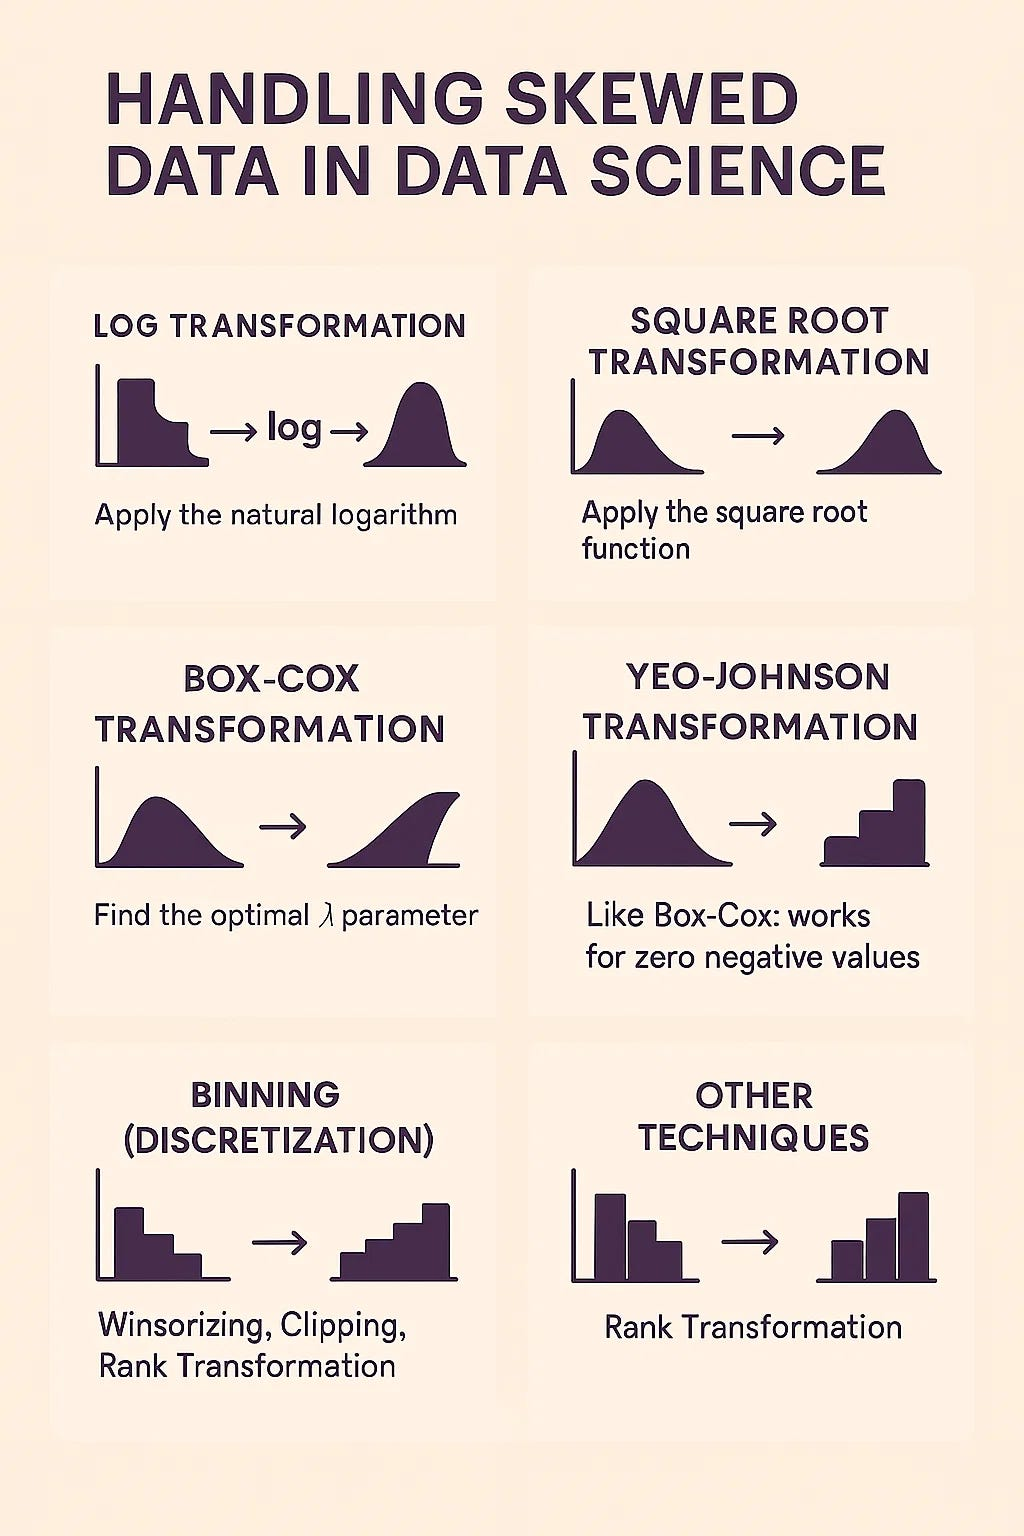 HANDLING SKEWED
DATA IN DATA SCIENCE
LOG TRANSFORMATION
log
Apply the natural logarithm
SQUARE ROOT
TRANSFORMATION
Apply the square root
function
BOX-COX
TRANSFORMATION
Find the optimal λ parameter
YEO-JOHNSON
TRANSFORMATION
Like Box-Cox: works
for zero negative values
BINNING
(DISCRETIZATION)
Winsorizing, Clipping,
Rank Transformation
OTHER
TECHNIQUES
Rank Transformation